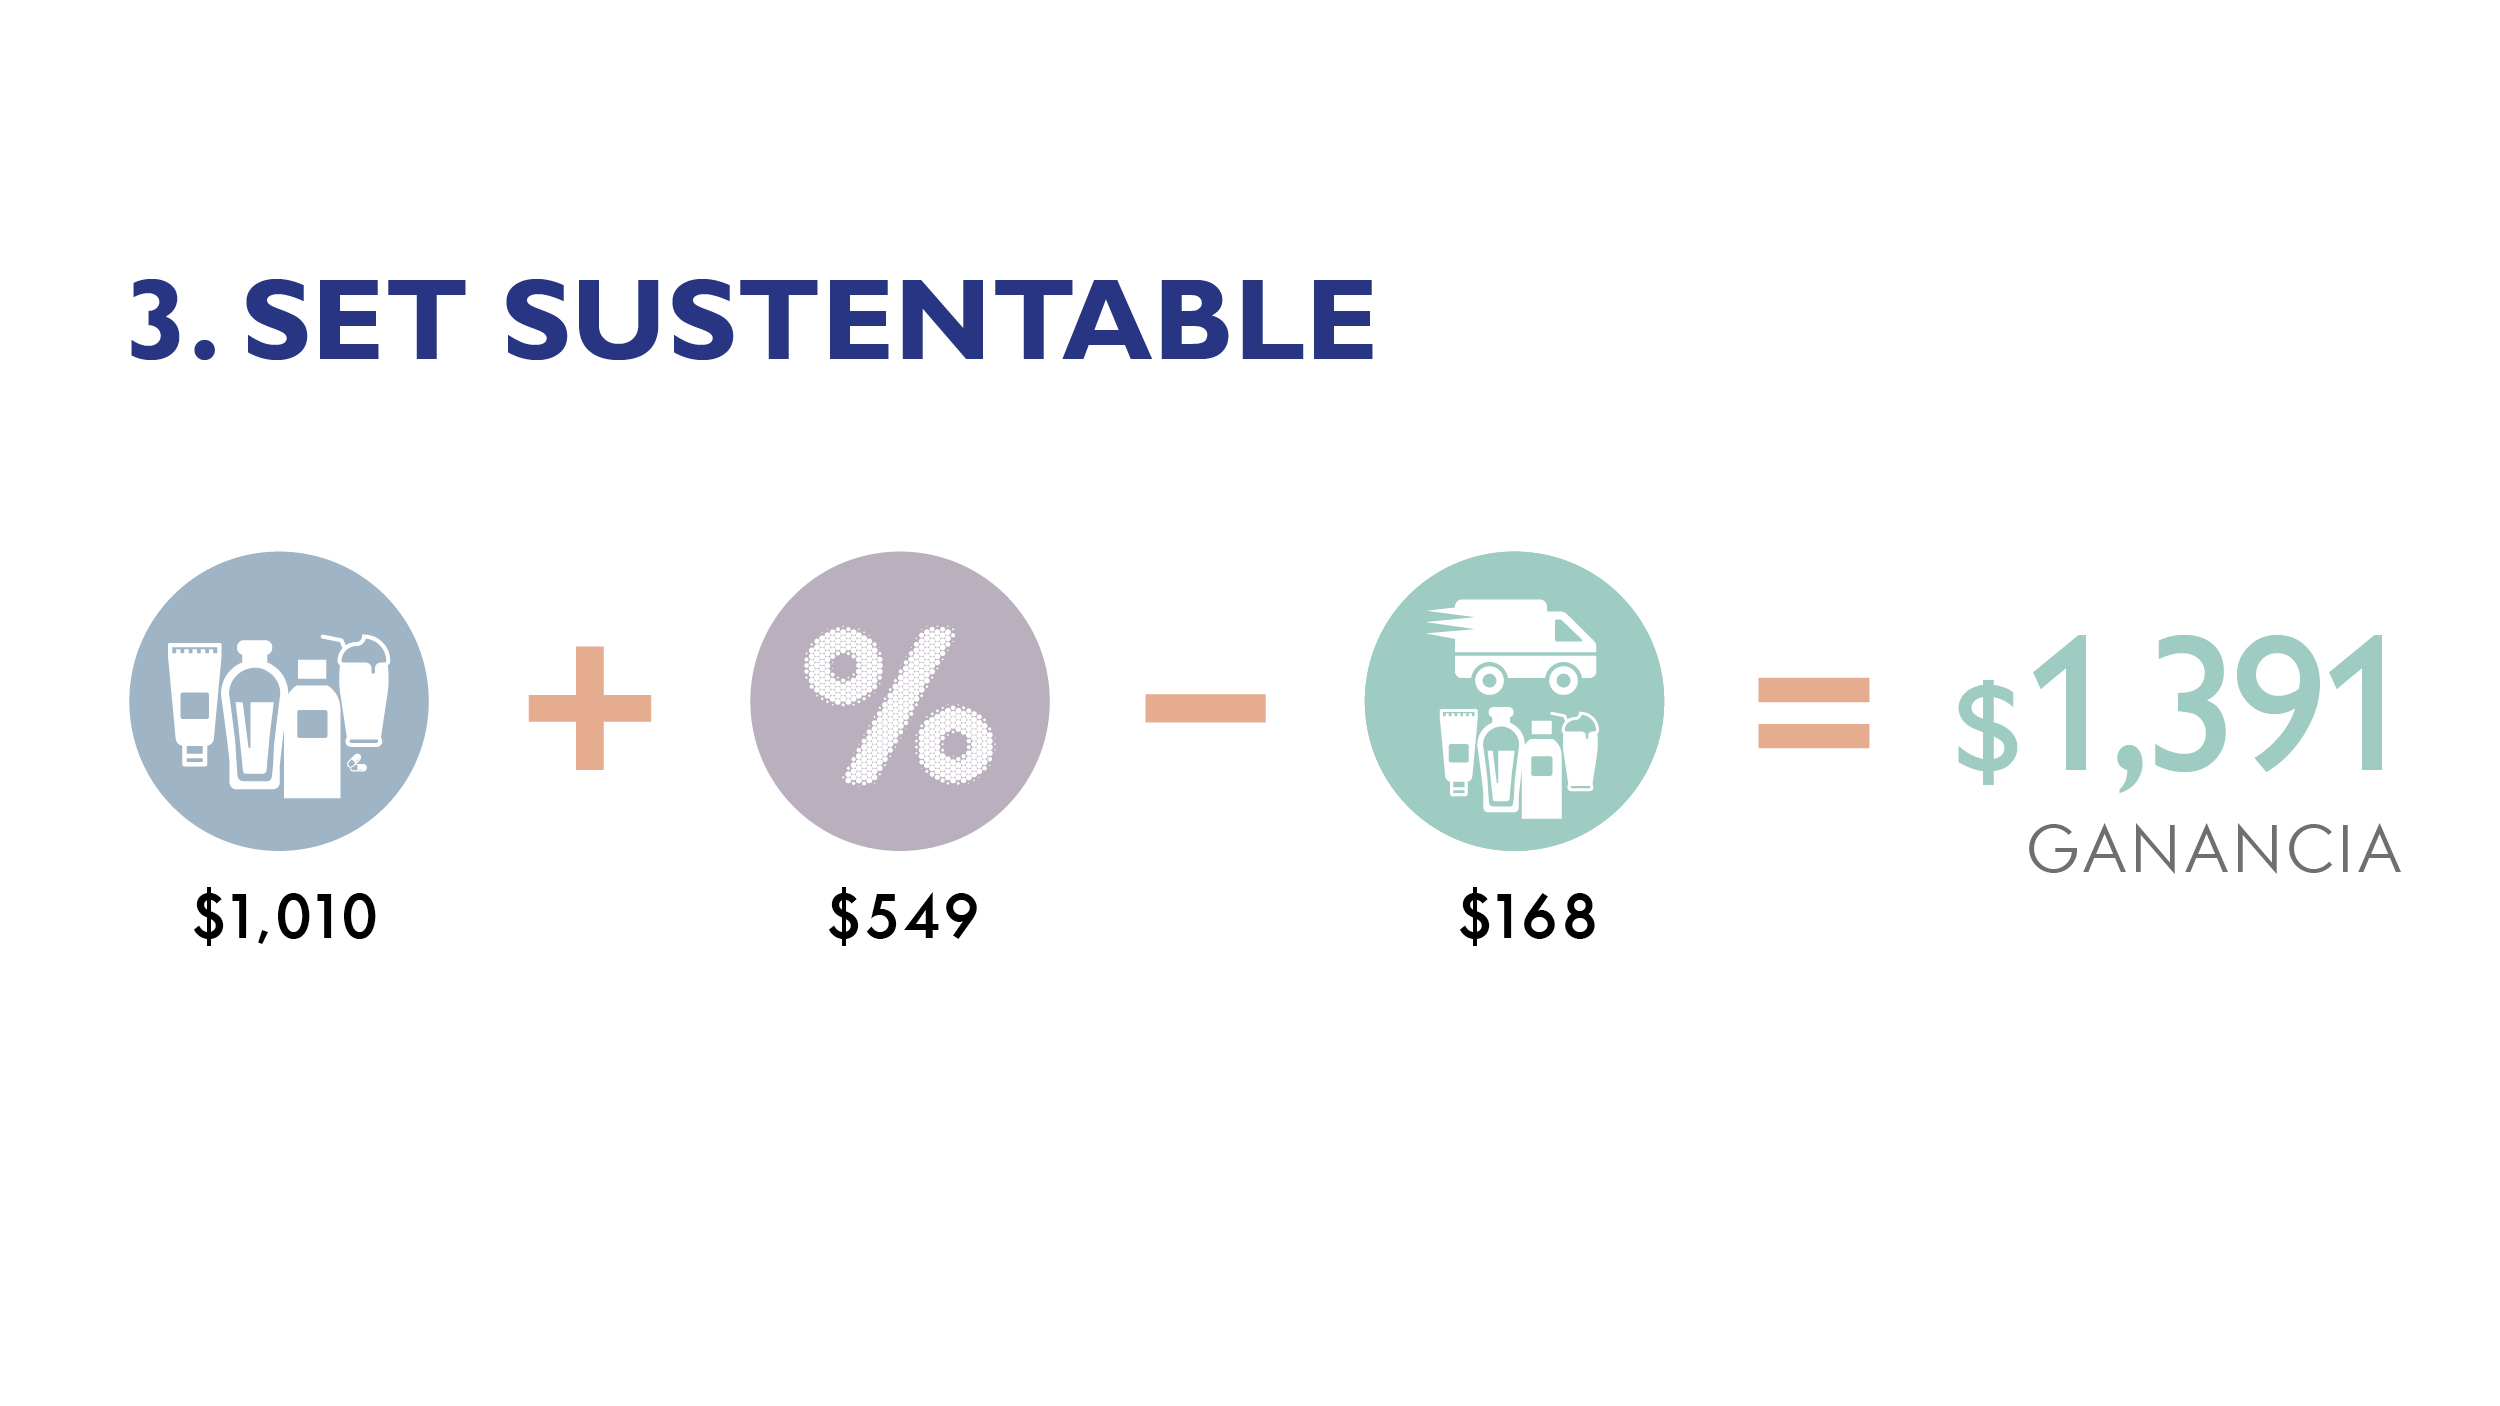 3. SET SUSTENTABLE
+ % − = $1,391
GANANCIA
$1,010 $549 $168